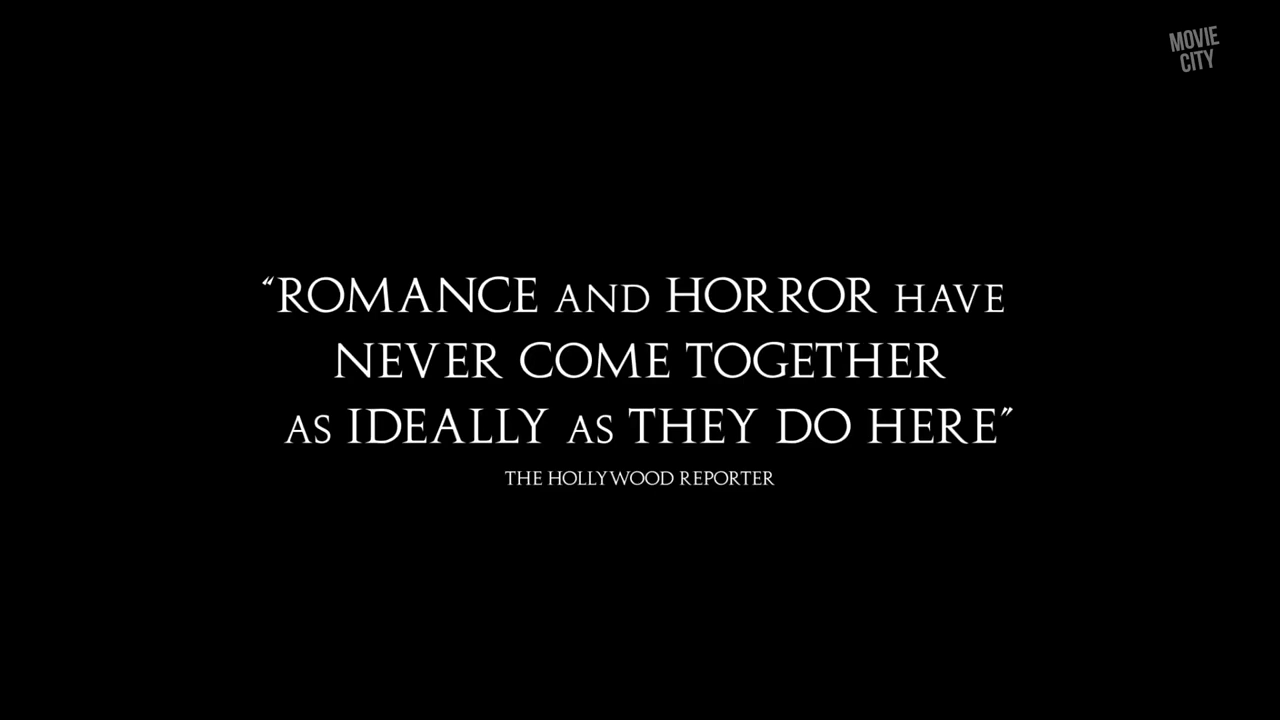 MOVIE
CITY
“ROMANCE AND HORROR HAVE
NEVER COME TOGETHER
AS IDEALLY AS THEY DO HERE”
THE HOLLYWOOD REPORTER